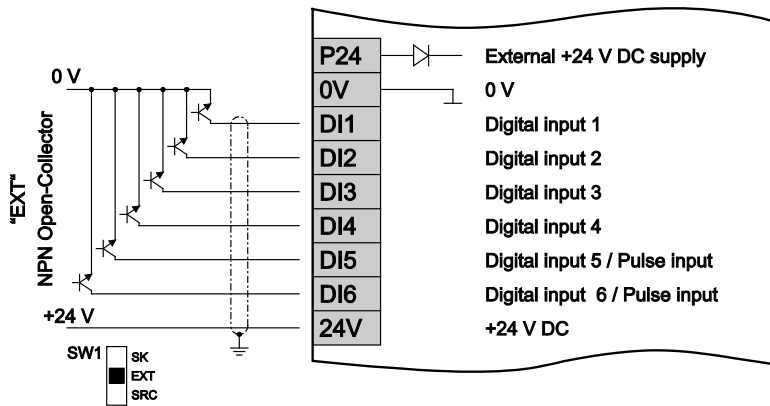 P24 External +24 V DC supply
0 V 0V 0 V
DI1 Digital input 1
DI2 Digital input 2
DI3 Digital input 3
DI4 Digital input 4
DI5 Digital input 5 / Pulse input
DI6 Digital input 6 / Pulse input
+24 V 24V +24 V DC
"EXT"
NPN Open-Collector
SW1 SK
EXT
SRC